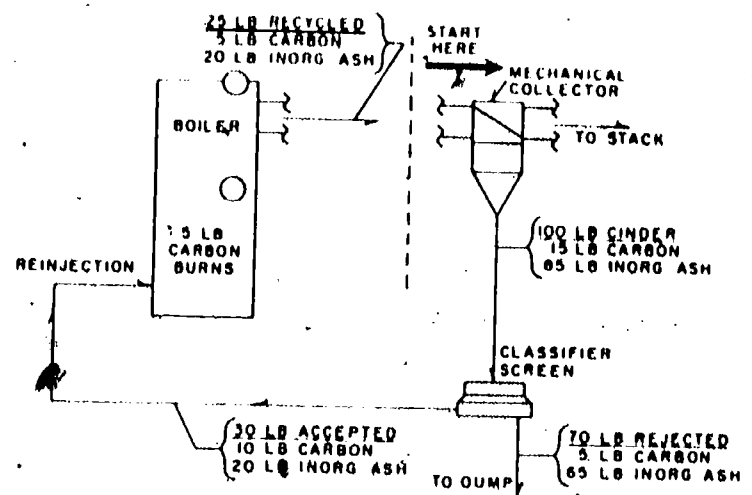 25 LB RECYCLED
5 LB CARBON
20 LB INORG ASH
START
HERE
MECHANICAL
COLLECTOR
BOILER
TO STACK
5 LB
CARBON
BURNS
100 LB CINDER
15 LB CARBON
85 LB INORG ASH
REINJECTION
CLASSIFIER
SCREEN
30 LB ACCEPTED
10 LB CARBON
20 LB INORG ASH
70 LB REJECTED
5 LB CARBON
65 LB INORG ASH
TO DUMP